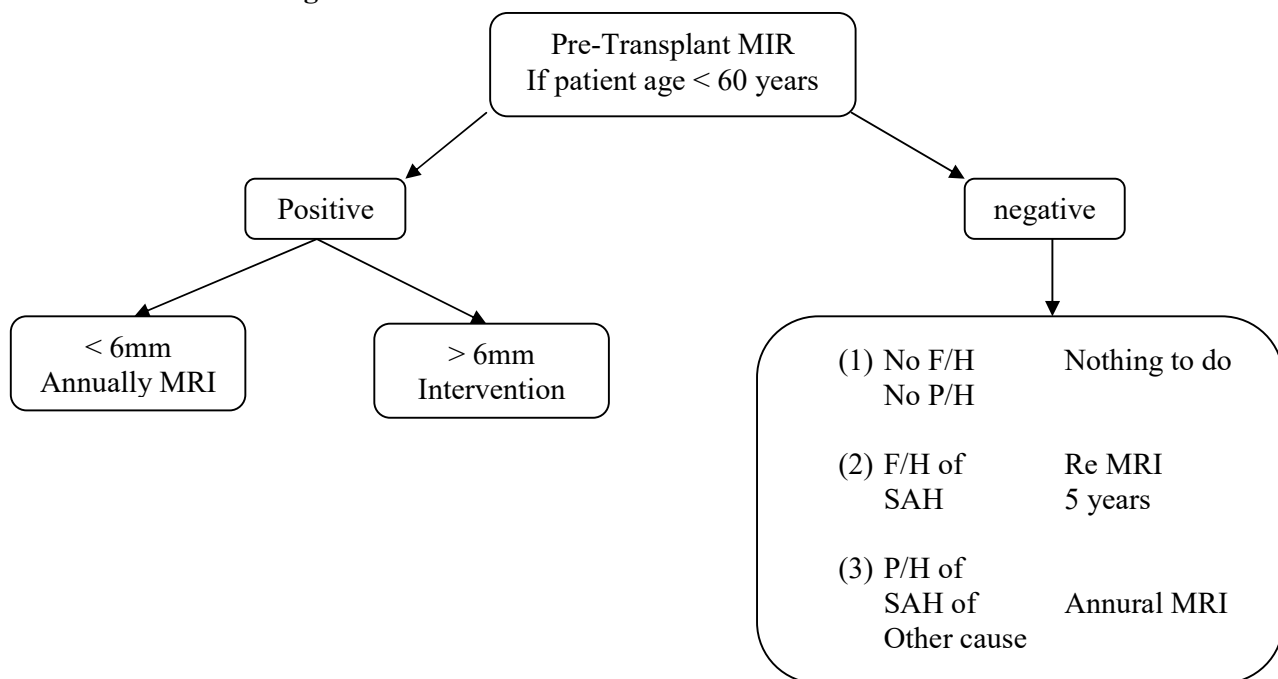 Pre-Transplant MIR
If patient age < 60 years
Positive
negative
< 6mm
Annually MRI
> 6mm
Intervention
(1) No F/H Nothing to do
No P/H
(2) F/H of Re MRI
SAH 5 years
(3) P/H of
SAH of Annural MRI
Other cause